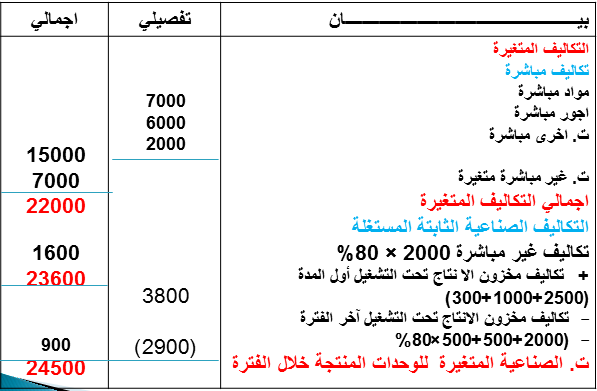 بيـــــــــــــــــــــان تفصيلي اجمالي
التكاليف المتغيرة
تكاليف مباشرة
مواد مباشرة 7000
اجور مباشرة 6000
ت. اخرى مباشرة 2000
15000
ت. غير مباشرة متغيرة 7000
اجمالي التكاليف المتغيرة 22000
التكاليف الصناعية الثابتة المستغلة
تكاليف غير مباشرة 2000 × 80% 1600
+ تكاليف مخزون الانتاج تحت التشغيل أول المدة 23600
(2500+1000+300) 3800
- تكاليف مخزون الانتاج تحت التشغيل آخر الفترة
- (2000+500+500×80% (2900) 900
ت. الصناعية المتغيرة للوحدات المنتجة خلال الفترة 24500